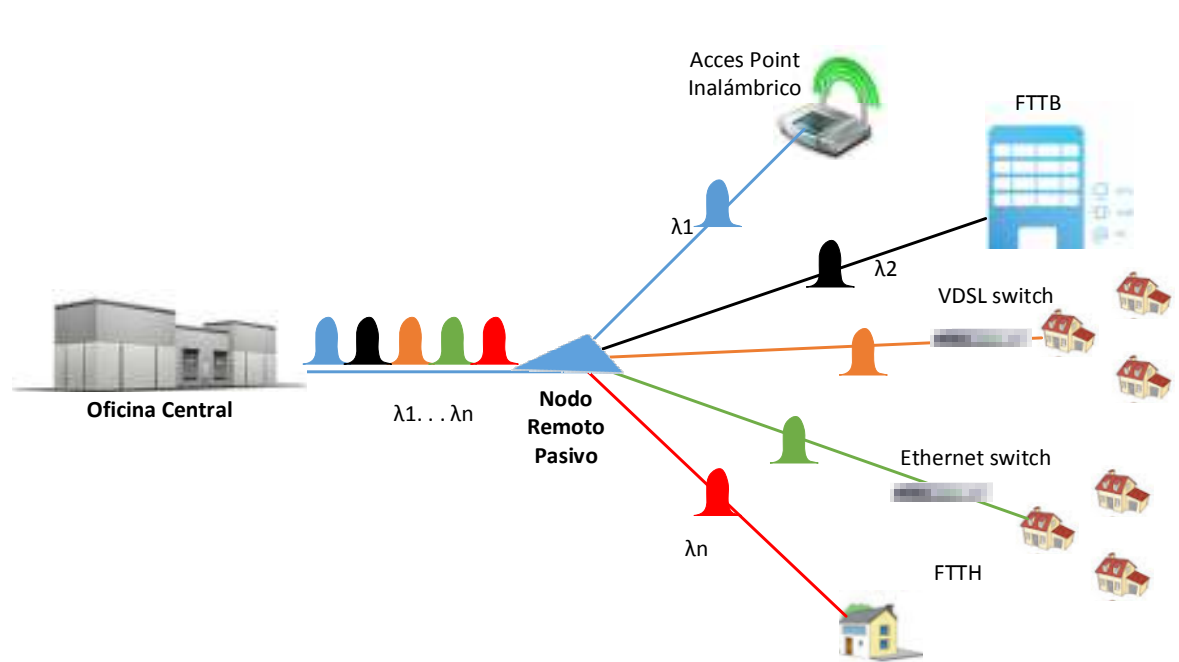 Acces Point
Inalámbrico
FTTB
λ1
λ2
VDSL switch
Oficina Central
λ1. . . λn
Nodo
Remoto
Pasivo
Ethernet switch
λn
FTTH